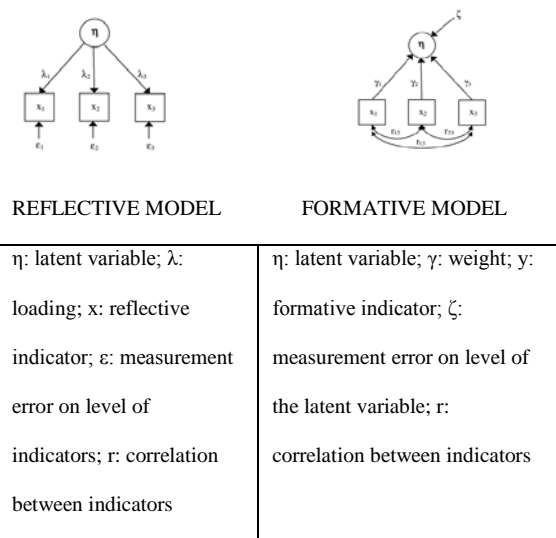 η
λ₁ λ₂ λ₃
x₁ x₂ x₃
ε₁ ε₂ ε₃
REFLECTIVE MODEL
η: latent variable; λ:
loading; x: reflective
indicator; ε: measurement
error on level of
indicators; r: correlation
between indicators
ζ
η
γ₁ γ₂ γ₃
x₁ x₂ x₃
r₁₂ r₂₃
r₁₃
FORMATIVE MODEL
η: latent variable; γ: weight; y:
formative indicator; ζ:
measurement error on level of
the latent variable; r:
correlation between indicators